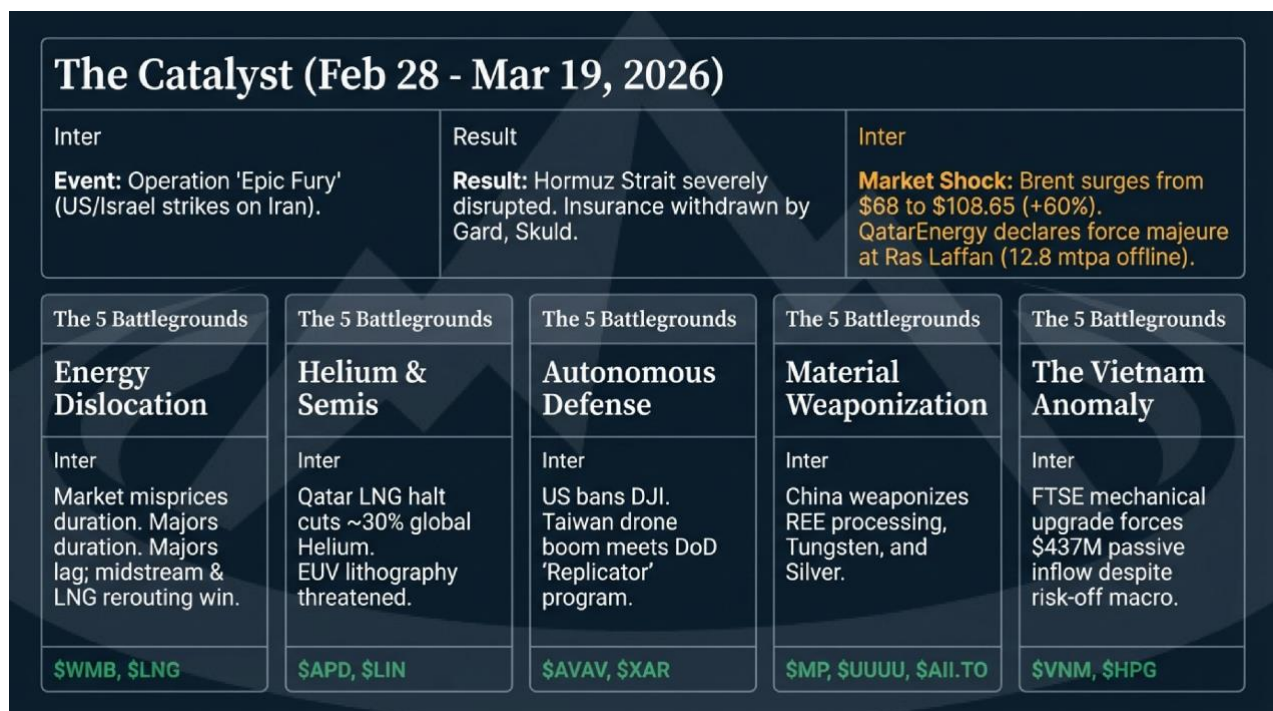 The Catalyst (Feb 28 - Mar 19, 2026)
Inter
Event: Operation 'Epic Fury'
(US/Israel strikes on Iran).
Result
Result: Hormuz Strait severely
disrupted. Insurance withdrawn by
Gard, Skuld.
Inter
Market Shock: Brent surges from
$68 to $108.65 (+60%).
QatarEnergy declares force majeure
at Ras Laffan (12.8 mtpa offline).
The 5 Battlegrounds
Energy
Dislocation
Inter
Market misprices
duration. Majors
duration. Majors
lag; midstream &
LNG rerouting win.
$WMB, $LNG
The 5 Battlegrounds
Helium &
Semis
Inter
Qatar LNG halt
cuts ~30% global
Helium.
EUV lithography
threatened.
$APD, $LIN
The 5 Battlegrounds
Autonomous
Defense
Inter
US bans DJI.
Taiwan drone
boom meets DoD
‘Replicator’
program.
$AVAV, $XAR
The 5 Battlegrounds
Material
Weaponization
Inter
China weaponizes
REE processing,
Tungsten, and
Silver.
$MP, $UUUU, $AII.TO
The 5 Battlegrounds
The Vietnam
Anomaly
Inter
FTSE mechanical
upgrade forces
$437M passive
inflow despite
risk-off macro.
$VNM, $HPG